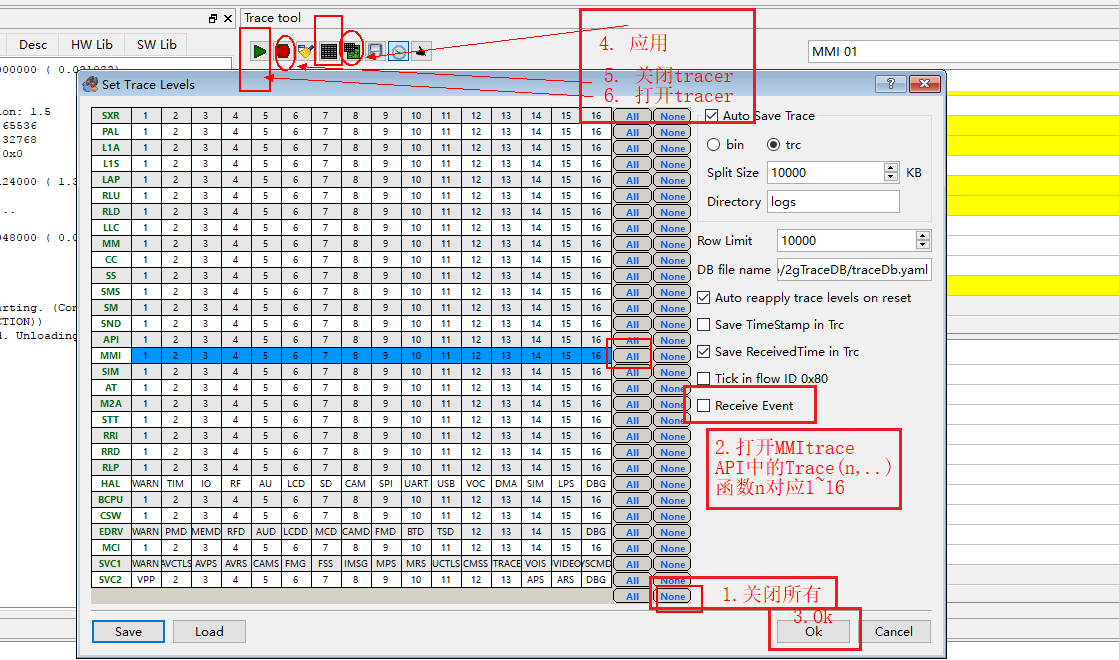 Trace tool
Desc HW Lib SW Lib
MMI 01
4. 应用
5. 关闭tracer
6. 打开tracer
Set Trace Levels
ion: 1.5
65536
32768
0x0
24000 ( 1.3
..
48000 ( 0.0
arting. (Con
CTION))
d. Unloading
SXR 1 2 3 4 5 6 7 8 9 10 11 12 13 14 15 16 All None
PAL 1 2 3 4 5 6 7 8 9 10 11 12 13 14 15 16 All None
L1A 1 2 3 4 5 6 7 8 9 10 11 12 13 14 15 16 All None
L1S 1 2 3 4 5 6 7 8 9 10 11 12 13 14 15 16 All None
LAP 1 2 3 4 5 6 7 8 9 10 11 12 13 14 15 16 All None
RLU 1 2 3 4 5 6 7 8 9 10 11 12 13 14 15 16 All None
RLD 1 2 3 4 5 6 7 8 9 10 11 12 13 14 15 16 All None
LLC 1 2 3 4 5 6 7 8 9 10 11 12 13 14 15 16 All None
MM 1 2 3 4 5 6 7 8 9 10 11 12 13 14 15 16 All None
CC 1 2 3 4 5 6 7 8 9 10 11 12 13 14 15 16 All None
SS 1 2 3 4 5 6 7 8 9 10 11 12 13 14 15 16 All None
SMS 1 2 3 4 5 6 7 8 9 10 11 12 13 14 15 16 All None
SM 1 2 3 4 5 6 7 8 9 10 11 12 13 14 15 16 All None
SND 1 2 3 4 5 6 7 8 9 10 11 12 13 14 15 16 All None
API 1 2 3 4 5 6 7 8 9 10 11 12 13 14 15 16 All None
MMI 1 2 3 4 5 6 7 8 9 10 11 12 13 14 15 16 All None
SIM 1 2 3 4 5 6 7 8 9 10 11 12 13 14 15 16 All None
AT 1 2 3 4 5 6 7 8 9 10 11 12 13 14 15 16 All None
M2A 1 2 3 4 5 6 7 8 9 10 11 12 13 14 15 16 All None
STT 1 2 3 4 5 6 7 8 9 10 11 12 13 14 15 16 All None
RRI 1 2 3 4 5 6 7 8 9 10 11 12 13 14 15 16 All None
RRD 1 2 3 4 5 6 7 8 9 10 11 12 13 14 15 16 All None
RLP 1 2 3 4 5 6 7 8 9 10 11 12 13 14 15 16 All None
HAL WARN TIM IO RF AU LCD SD CAM SPI UART USB VOC DMA SIM LPS DBG All None
BCPU 1 2 3 4 5 6 7 8 9 10 11 12 13 14 15 16 All None
CSW 1 2 3 4 5 6 7 8 9 10 11 12 13 14 15 16 All None
EDRV WARN PMD MEMD RFD AUD LCDD MCD CAMD FMD BTD TSD 12 13 14 15 DBG All None
MCI 1 2 3 4 5 6 7 8 9 10 11 12 13 14 15 16 All None
SVC1 WARN AVCTLS AVPS AVRS CAMS FMG FSS IMSG MPS MRS UCTLS CMSS TRACE VOIS VIDEO YSCMD All None
SVC2 VPP 2 3 4 5 6 7 8 9 10 11 12 13 APS ARS DBG All None
All None
Auto Save Trace
bin trc
Split Size 10000 KB
Directory logs
Row Limit 10000
DB file name )/2gTraceDB/traceDb.yaml
Auto reapply trace levels on reset
Save TimeStamp in Trc
Save ReceivedTime in Trc
Tick in flow ID 0x80
Receive Event
2.打开MMItrace
API中的Trace(n,..)
函数n对应1~16
1.关闭所有
3.Ok
Save Load Ok Cancel